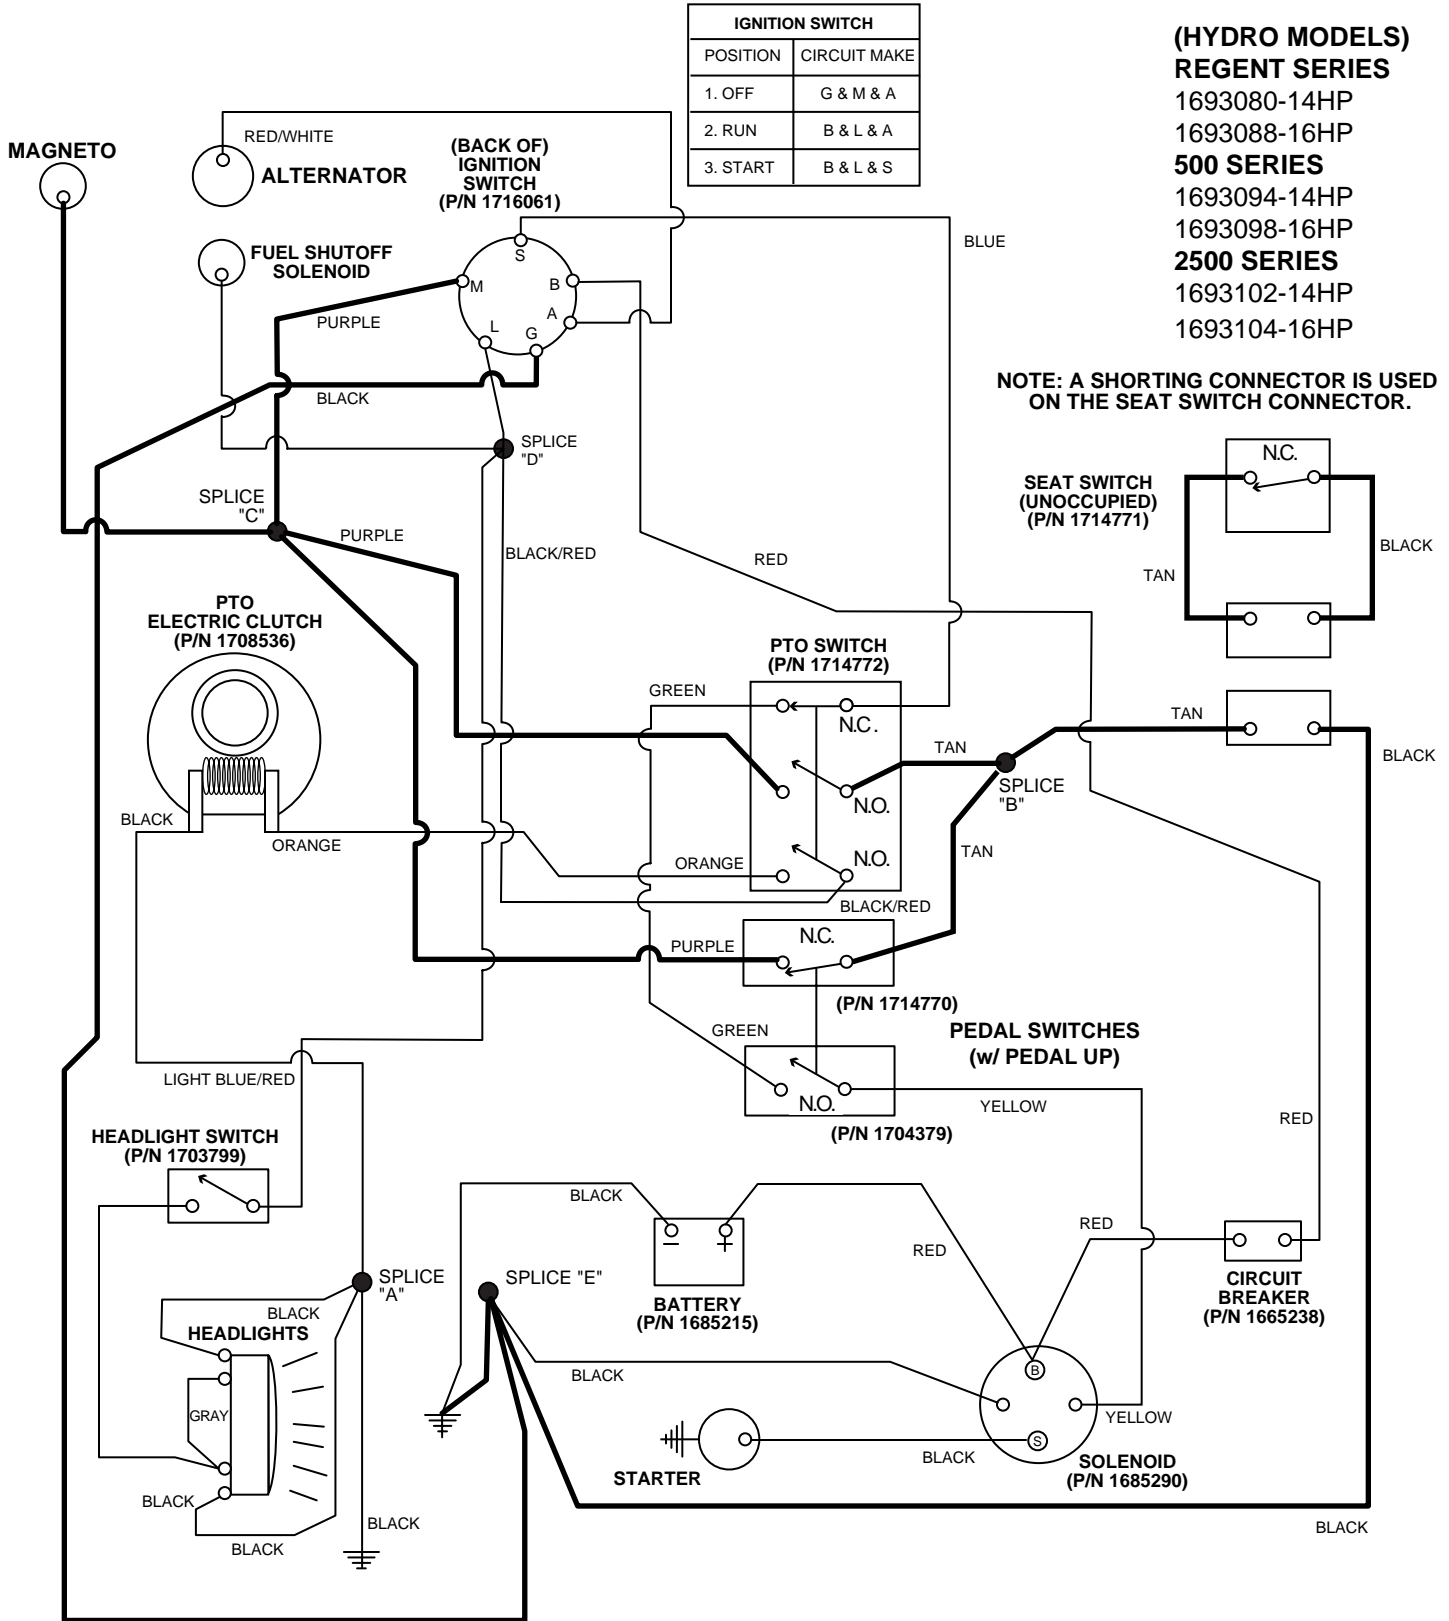 IGNITION SWITCH
POSITION CIRCUIT MAKE
1. OFF G & M & A
2. RUN B & L & A
3. START B & L & S
(HYDRO MODELS)
REGENT SERIES
1693080-14HP
1693088-16HP
500 SERIES
1693094-14HP
1693098-16HP
2500 SERIES
1693102-14HP
1693104-16HP
NOTE: A SHORTING CONNECTOR IS USED
ON THE SEAT SWITCH CONNECTOR.
MAGNETO
RED/WHITE
ALTERNATOR
(BACK OF)
IGNITION
SWITCH
(P/N 1716061)
BLUE
FUEL SHUTOFF
SOLENOID
S
M
B
A
L
G
PURPLE
BLACK
SPLICE
"D"
SPLICE
"C"
PURPLE
BLACK/RED
RED
N.C.
SEAT SWITCH
(UNOCCUPIED)
(P/N 1714771)
BLACK
TAN
PTO
ELECTRIC CLUTCH
(P/N 1708536)
PTO SWITCH
(P/N 1714772)
GREEN
N.C.
TAN
TAN
BLACK
SPLICE
"B"
N.O.
BLACK
ORANGE
ORANGE
N.O.
TAN
BLACK/RED
PURPLE
N.C.
(P/N 1714770)
GREEN
PEDAL SWITCHES
(w/ PEDAL UP)
LIGHT BLUE/RED
N.O.
YELLOW
RED
(P/N 1704379)
HEADLIGHT SWITCH
(P/N 1703799)
BLACK
– +
RED
RED
BATTERY
(P/N 1685215)
CIRCUIT
BREAKER
(P/N 1665238)
SPLICE
"A"
SPLICE "E"
BLACK
HEADLIGHTS
BLACK
B
GRAY
YELLOW
S
BLACK
STARTER
SOLENOID
(P/N 1685290)
BLACK
BLACK
BLACK
BLACK